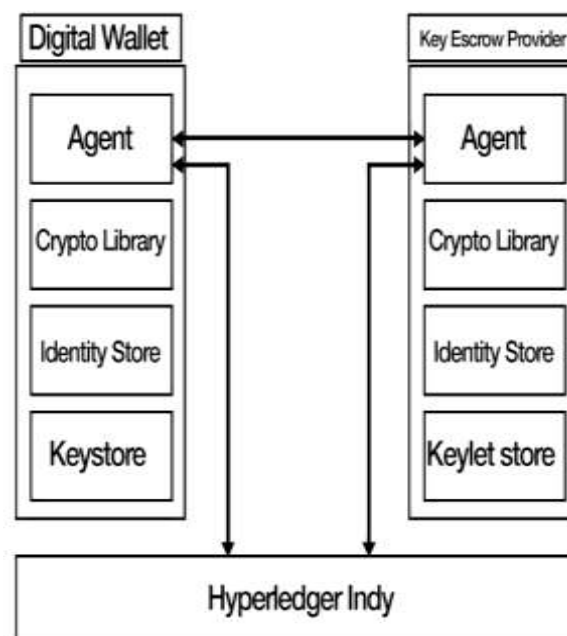 Digital Wallet
Key Escrow Provider
Agent
Agent
Crypto Library
Crypto Library
Identity Store
Identity Store
Keystore
Keylet store
Hyperledger Indy